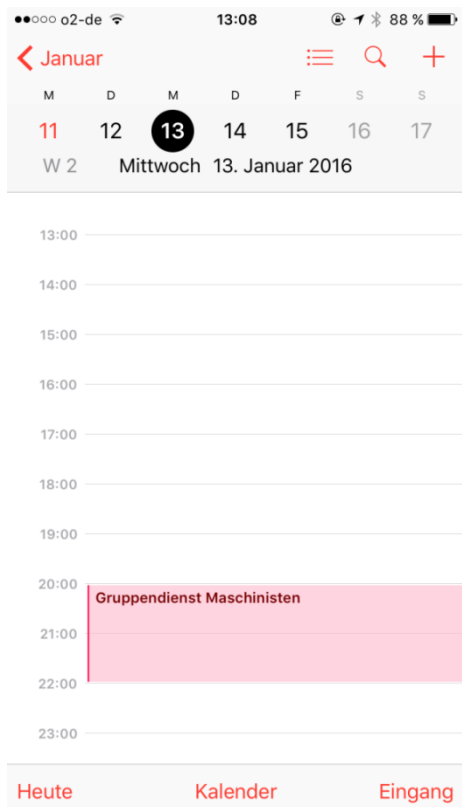 o2-de 13:08 88 %
Januar
M D M D F S S
11 12 13 14 15 16 17
W 2 Mittwoch 13. Januar 2016
13:00
14:00
15:00
16:00
17:00
18:00
19:00
20:00
Gruppendienst Maschinisten
21:00
22:00
23:00
Heute Kalender Eingang